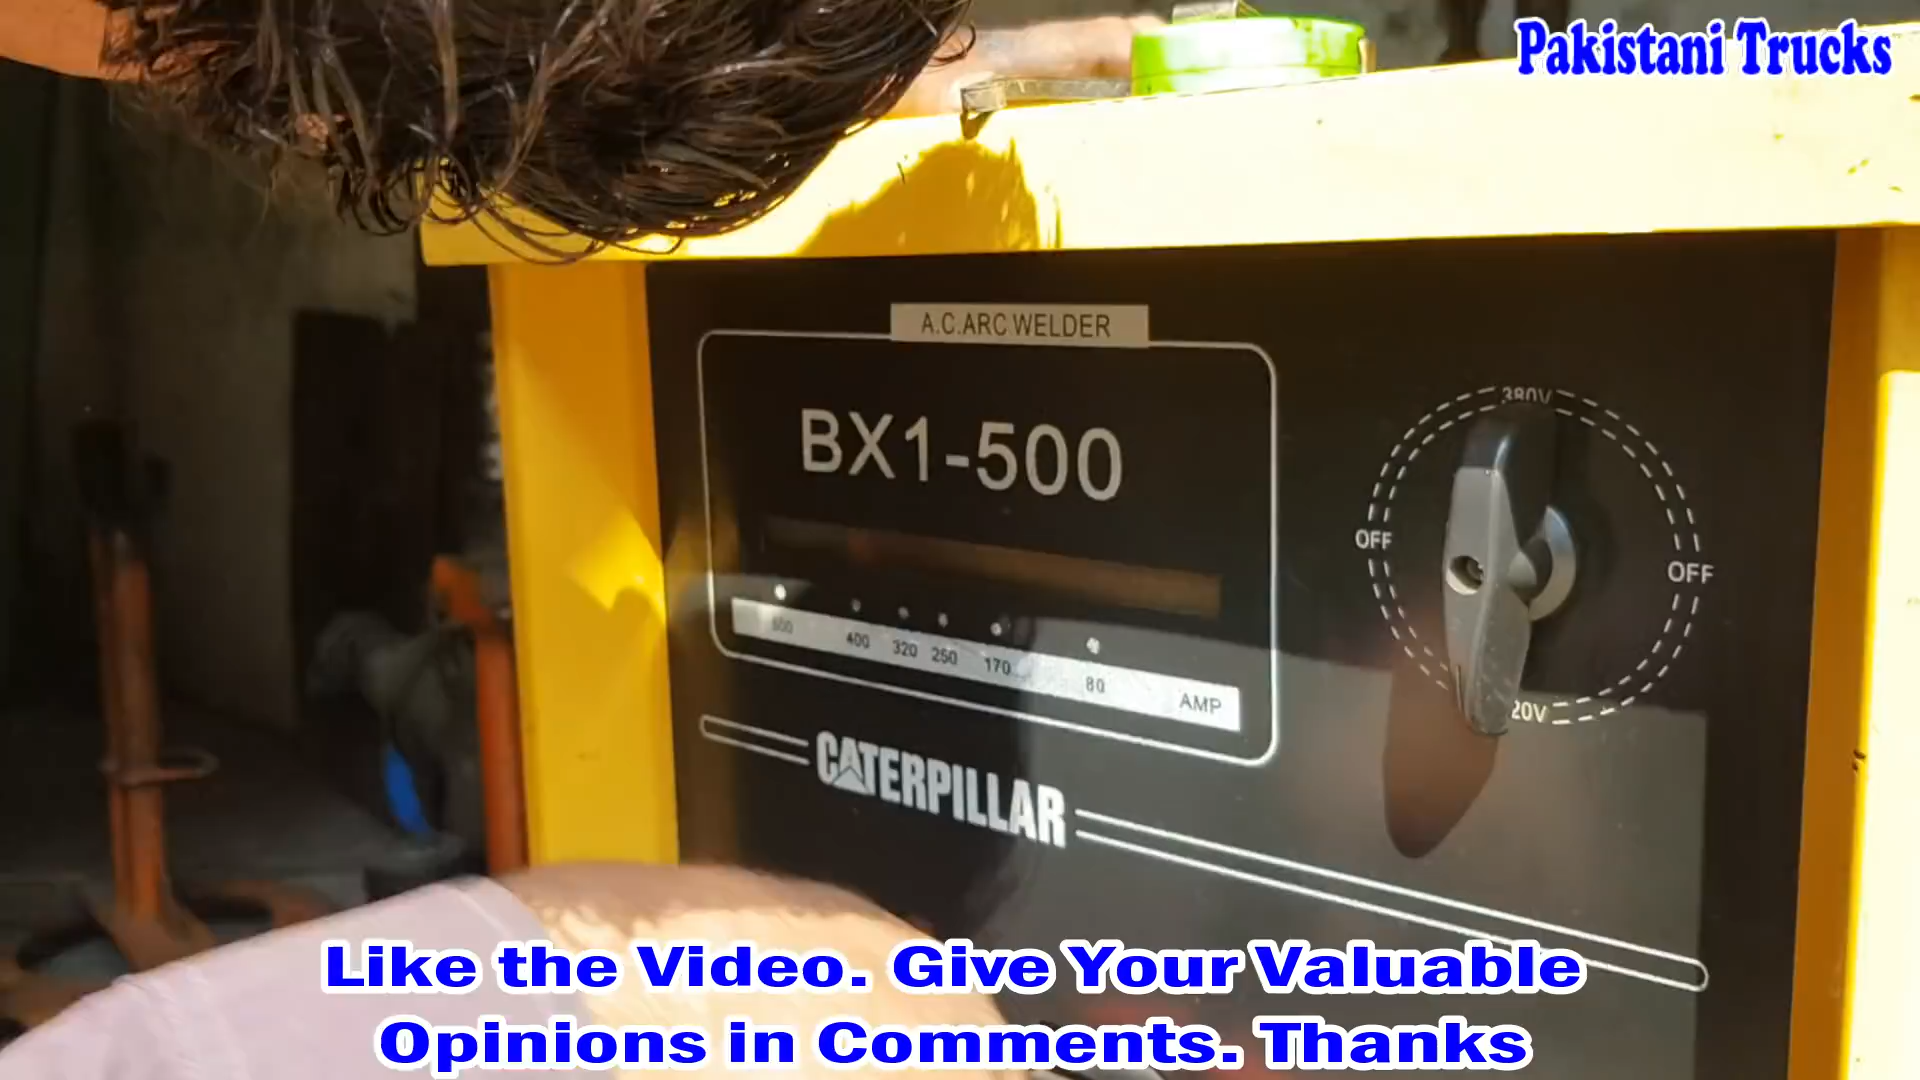 Pakistani Trucks
A.C.ARC WELDER
BX1-500
400 320 250 170 80 AMP
380V
OFF
OFF
20V
CATERPILLAR
Like the Video. Give Your Valuable
Opinions in Comments. Thanks